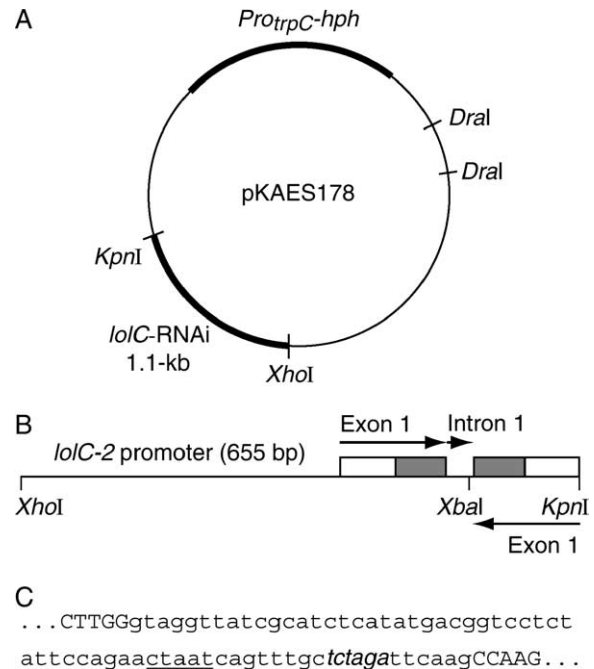 A
ProtrpC-hph
DraI
DraI
pKAES178
KpnI
lolC-RNAi
1.1-kb
XhoI
B
Exon 1 Intron 1
lolC-2 promoter (655 bp)
XhoI XbaI KpnI
Exon 1
C
...CTTGGgtaggttatcgcatctcatatgacggtcctct
attccagaactaatcagtttgctctagattcaagCCAAG...